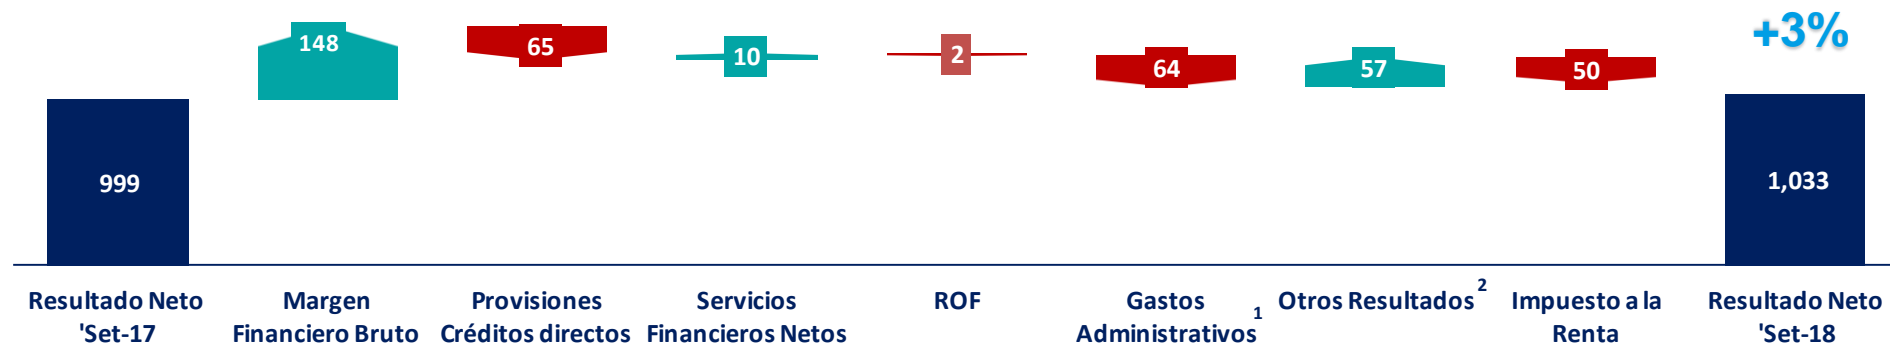 148
65
10
2
64
57
50
+3%
999
1,033
Resultado Neto
'Set-17
Margen
Financiero Bruto
Provisiones
Créditos directos
Servicios
Financieros Netos
ROF
Gastos
Administrativos 1
Otros Resultados 2
Impuesto a la
Renta
Resultado Neto
'Set-18